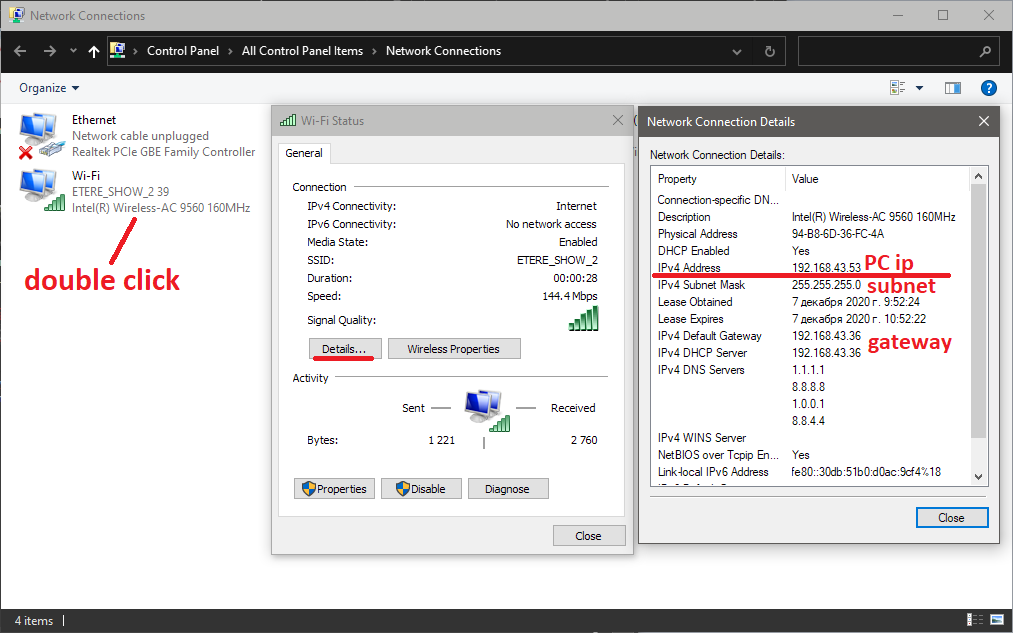 Network Connections
Control Panel > All Control Panel Items > Network Connections
Organize
Ethernet
Network cable unplugged
Realtek PCIe GBE Family Controller
Wi-Fi
ETERE_SHOW_2 39
Intel(R) Wireless-AC 9560 160MHz
double click
Wi-Fi Status
General
Connection
IPv4 Connectivity: Internet
IPv6 Connectivity: No network access
Media State: Enabled
SSID: ETERE_SHOW_2
Duration: 00:00:28
Speed: 144.4 Mbps
Signal Quality:
Details... Wireless Properties
Activity
Sent Received
Bytes: 1 221 2 760
Properties Disable Diagnose
Close
Network Connection Details
Network Connection Details:
Property Value
Connection-specific DN...
Description Intel(R) Wireless-AC 9560 160MHz
Physical Address 94-B8-6D-36-FC-4A
DHCP Enabled Yes
IPv4 Address 192.168.43.53 PC ip
IPv4 Subnet Mask 255.255.255.0 subnet
Lease Obtained 7 декабря 2020 г. 9:52:24
Lease Expires 7 декабря 2020 г. 10:52:22
IPv4 Default Gateway 192.168.43.36 gateway
IPv4 DHCP Server 192.168.43.36
IPv4 DNS Servers 1.1.1.1
8.8.8.8
1.0.0.1
8.8.4.4
IPv4 WINS Server
NetBIOS over Tcpip En... Yes
Link-local IPv6 Address fe80::30db:51b0:d0ac:9cf4%18
Close
4 items